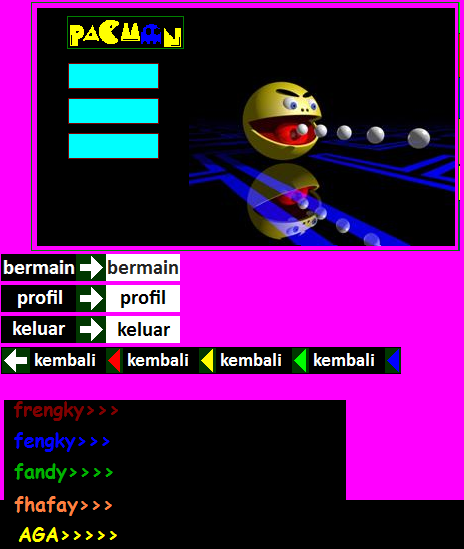 PACMAN
bermain bermain
profil profil
keluar keluar
kembali kembali kembali kembali
frengky>>>
fengky>>>
fandy>>>>
fhafay>>>
AGA>>>>>